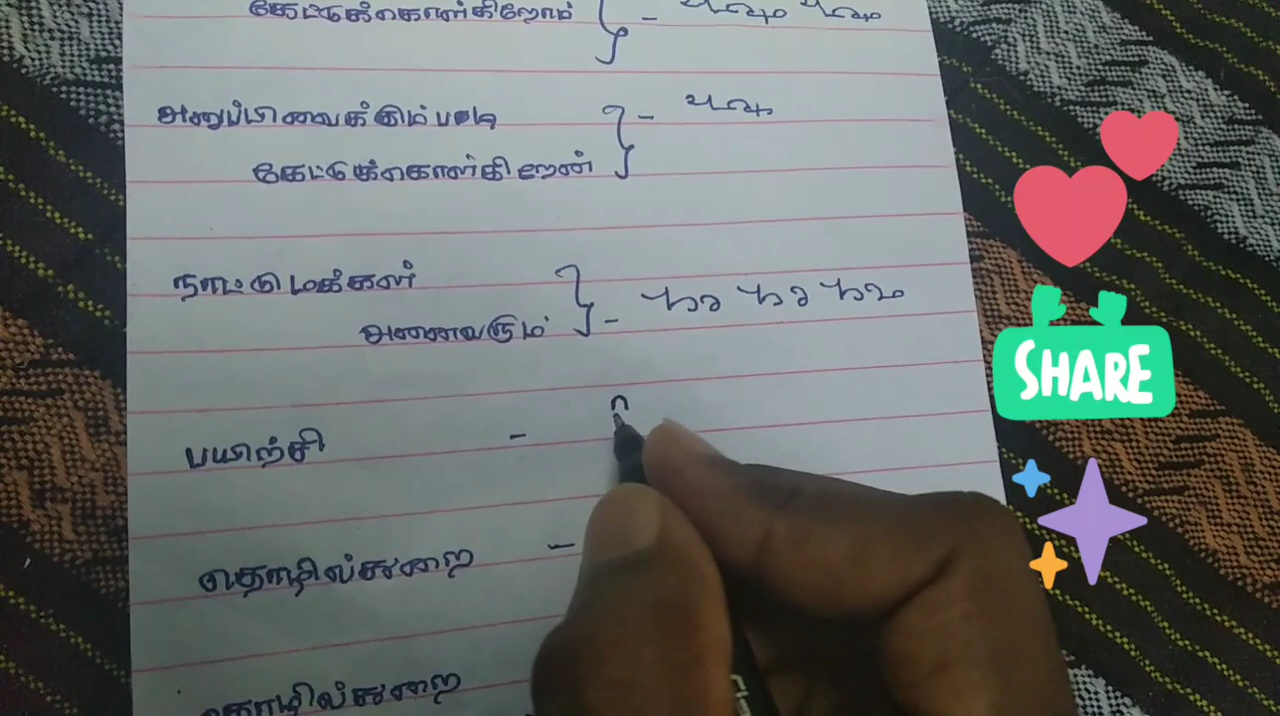 கேட்டுக்கொள்கிறோம்
அனுப்பிவைக்கும்படி
கேட்டுக்கொள்கிறேன்
நாட்டு மக்கள்
அனைவரும்
பயிற்சி
தொழில்துறை
தொழில்துறை
SHARE